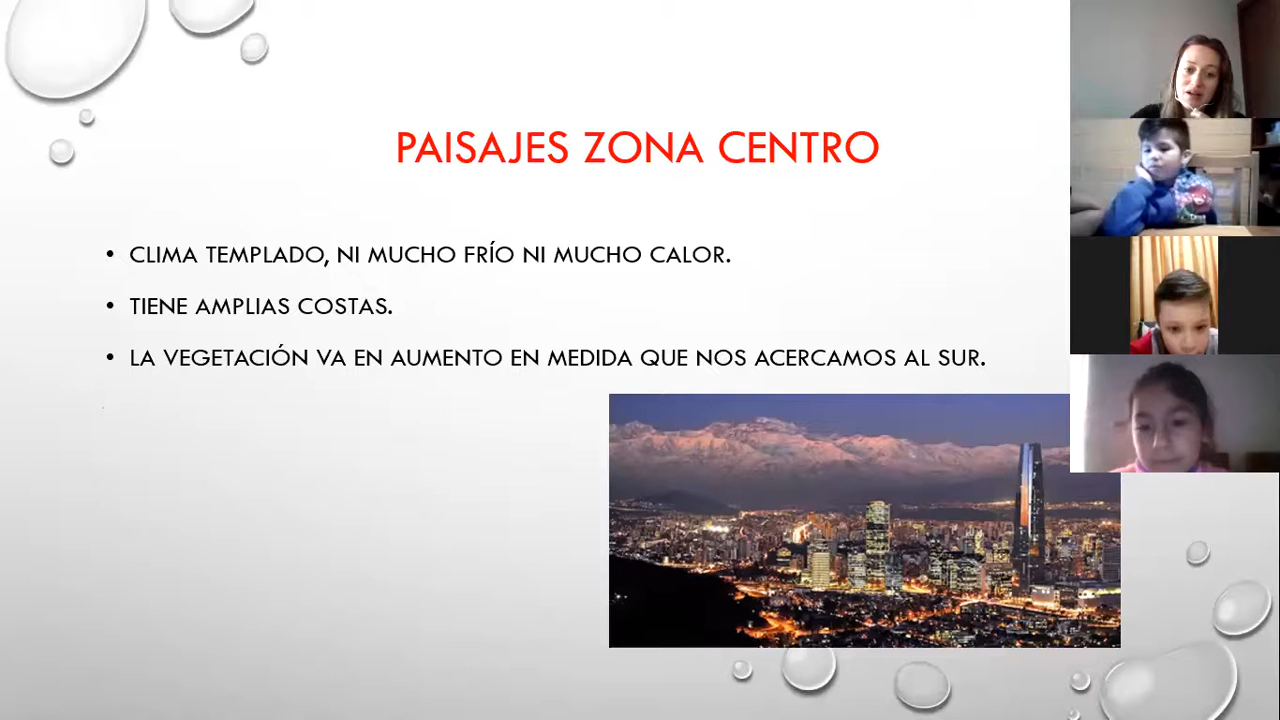 PAISAJES ZONA CENTRO
• CLIMA TEMPLADO, NI MUCHO FRÍO NI MUCHO CALOR.
• TIENE AMPLIAS COSTAS.
• LA VEGETACIÓN VA EN AUMENTO EN MEDIDA QUE NOS ACERCAMOS AL SUR.